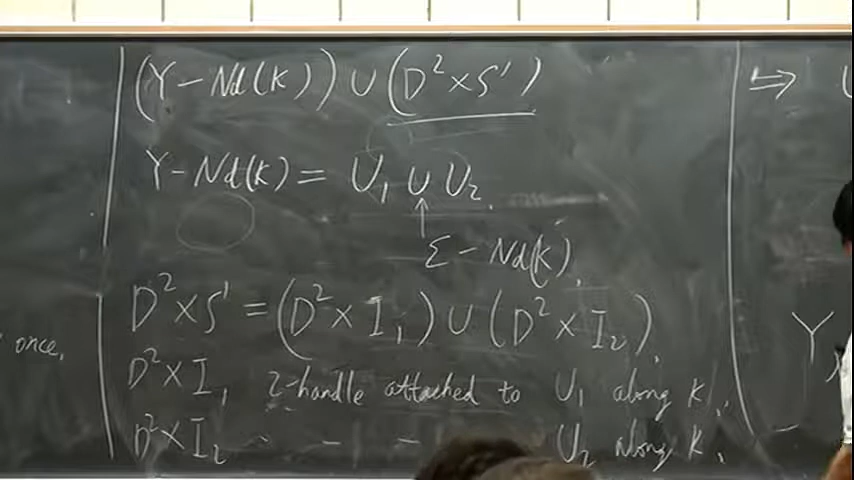 once,
(Y - Nd(K)) ∪ (D² × S¹)
Y - Nd(K) = U₁ ∪ U₂.
↑
Σ - Nd(K).
D² × S¹ = (D² × I₁) ∪ (D² × I₂).
D² × I₁ 2-handle attached to U₁ along K,
D² × I₂ - - - U₂ along K,
⇒ U
Y